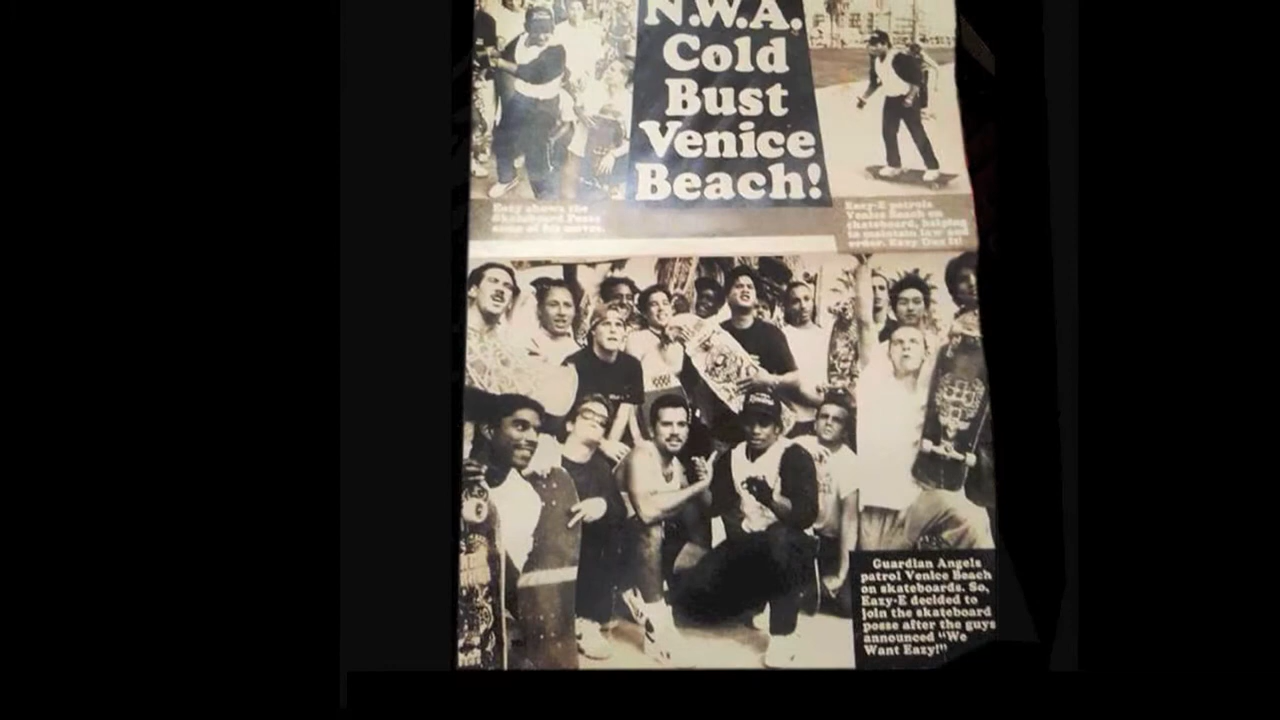 N.W.A.
Cold
Bust
Venice
Beach!
Eazy shows the
Skateboard Posse
some of his moves.
Eazy-E patrols
Venice Beach on
skateboard, helping
to maintain law and
order. Eazy Duz It!
Guardian Angels
patrol Venice Beach
on skateboards. So,
Eazy-E decided to
join the skateboard
posse after the guys
announced "We
Want Eazy!"